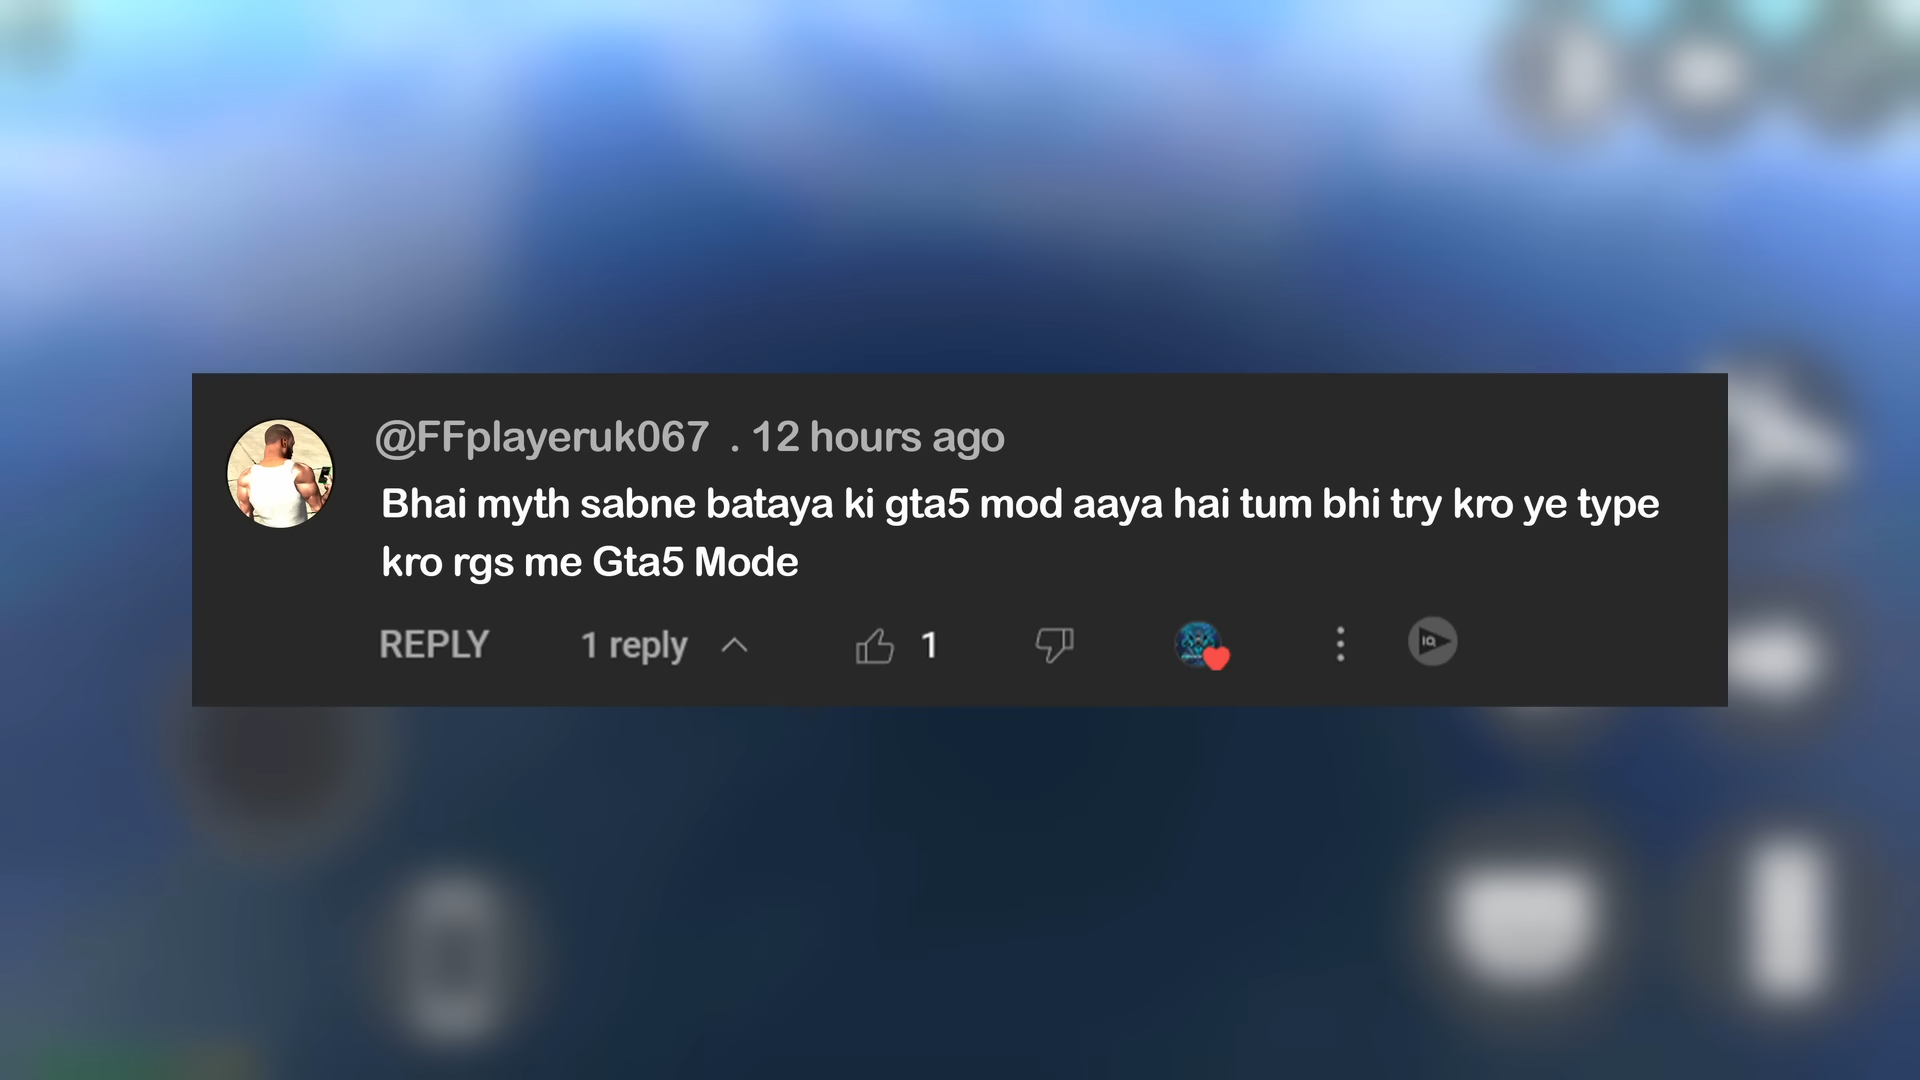 @FFplayeruk067 . 12 hours ago
Bhai myth sabne bataya ki gta5 mod aaya hai tum bhi try kro ye type
kro rgs me Gta5 Mode
REPLY 1 reply 1 IQ